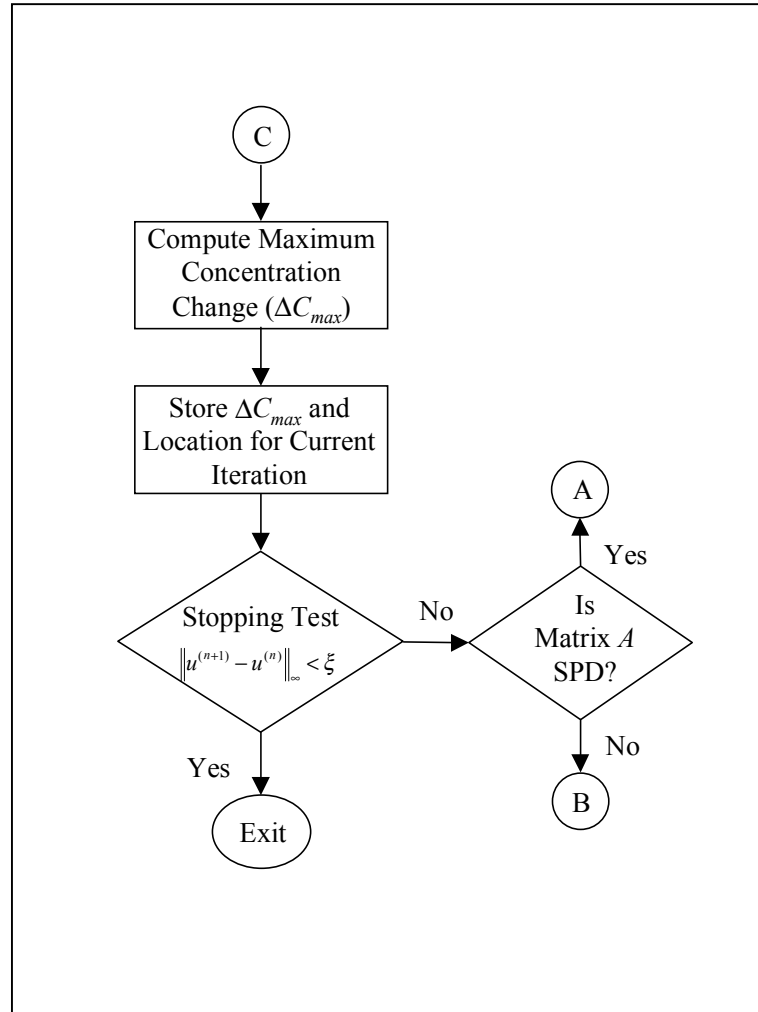 C
Compute Maximum
Concentration
Change (ΔC_max)
Store ΔC_max and
Location for Current
Iteration
Stopping Test
‖u^(n+1) − u^(n)‖_∞ < ξ
No
Yes
Exit
A
Yes
Is
Matrix A
SPD?
No
B